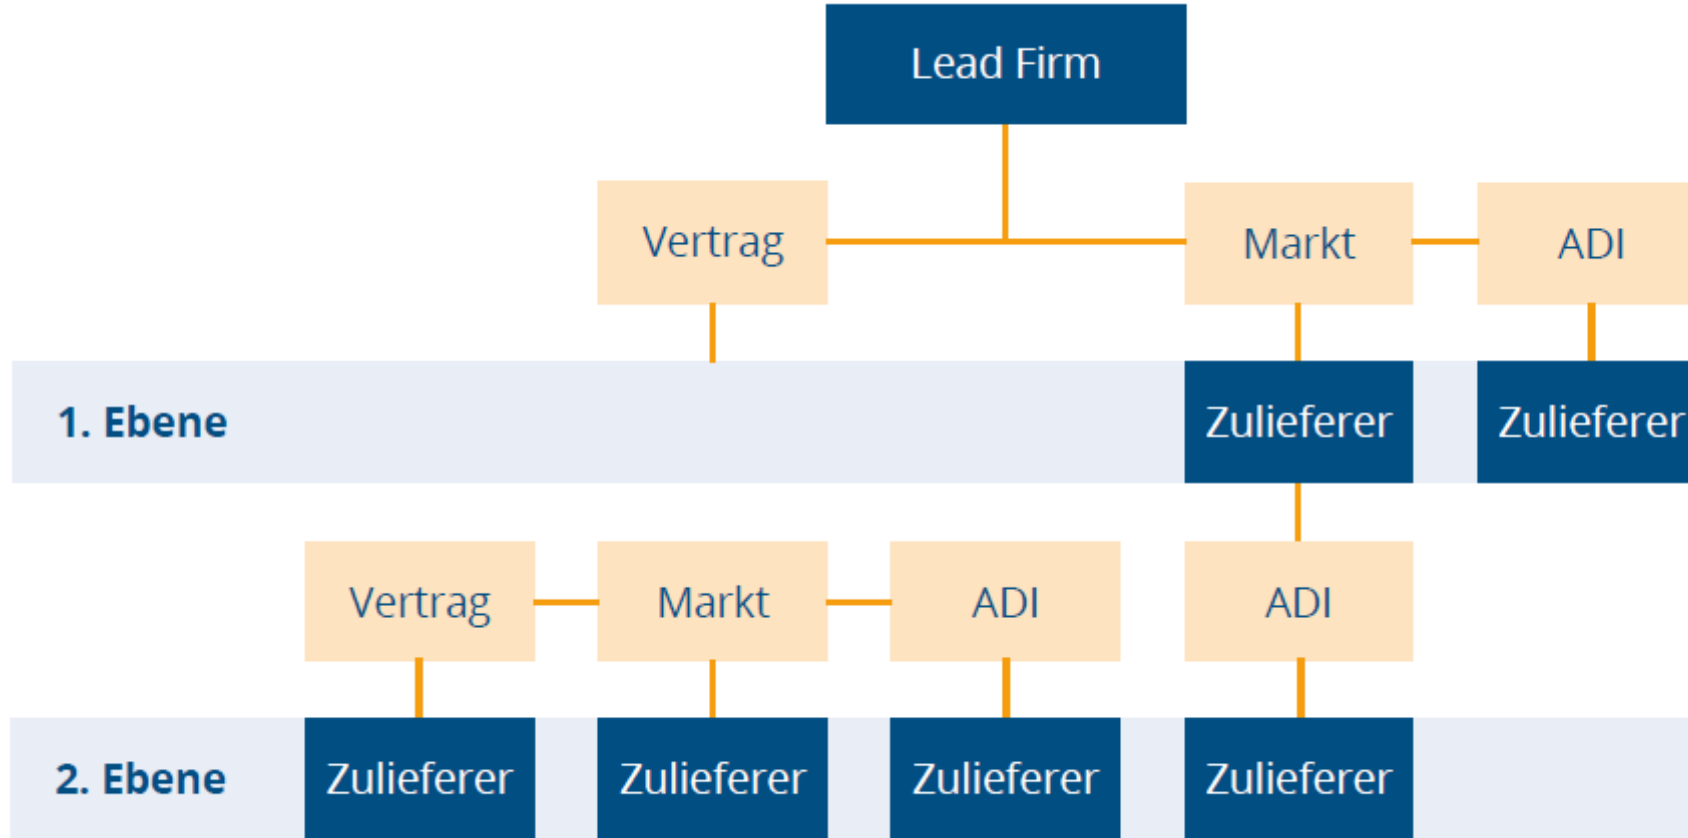 Lead Firm
Vertrag
Markt
ADI
1. Ebene
Zulieferer
Zulieferer
Vertrag
Markt
ADI
ADI
2. Ebene
Zulieferer
Zulieferer
Zulieferer
Zulieferer